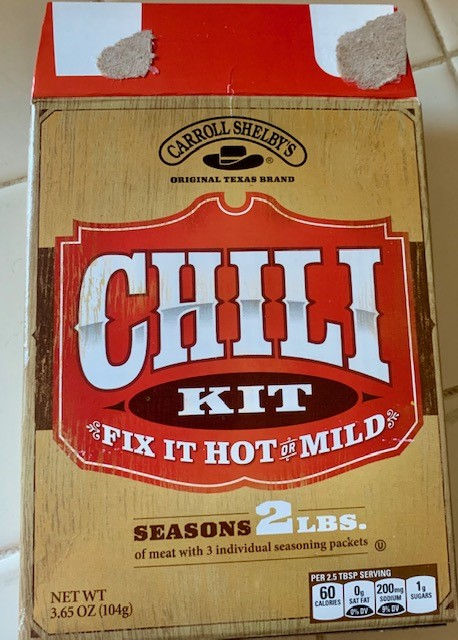 CARROLL SHELBY'S
®
ORIGINAL TEXAS BRAND
CHILI
KIT
FIX IT HOT OR MILD
SEASONS 2 LBS.
of meat with 3 individual seasoning packets Ⓤ
NET WT
3.65 OZ (104g)
PER 2.5 TBSP SERVING
60 CALORIES
0g SAT FAT 0% DV
200mg SODIUM 9% DV
1g SUGARS